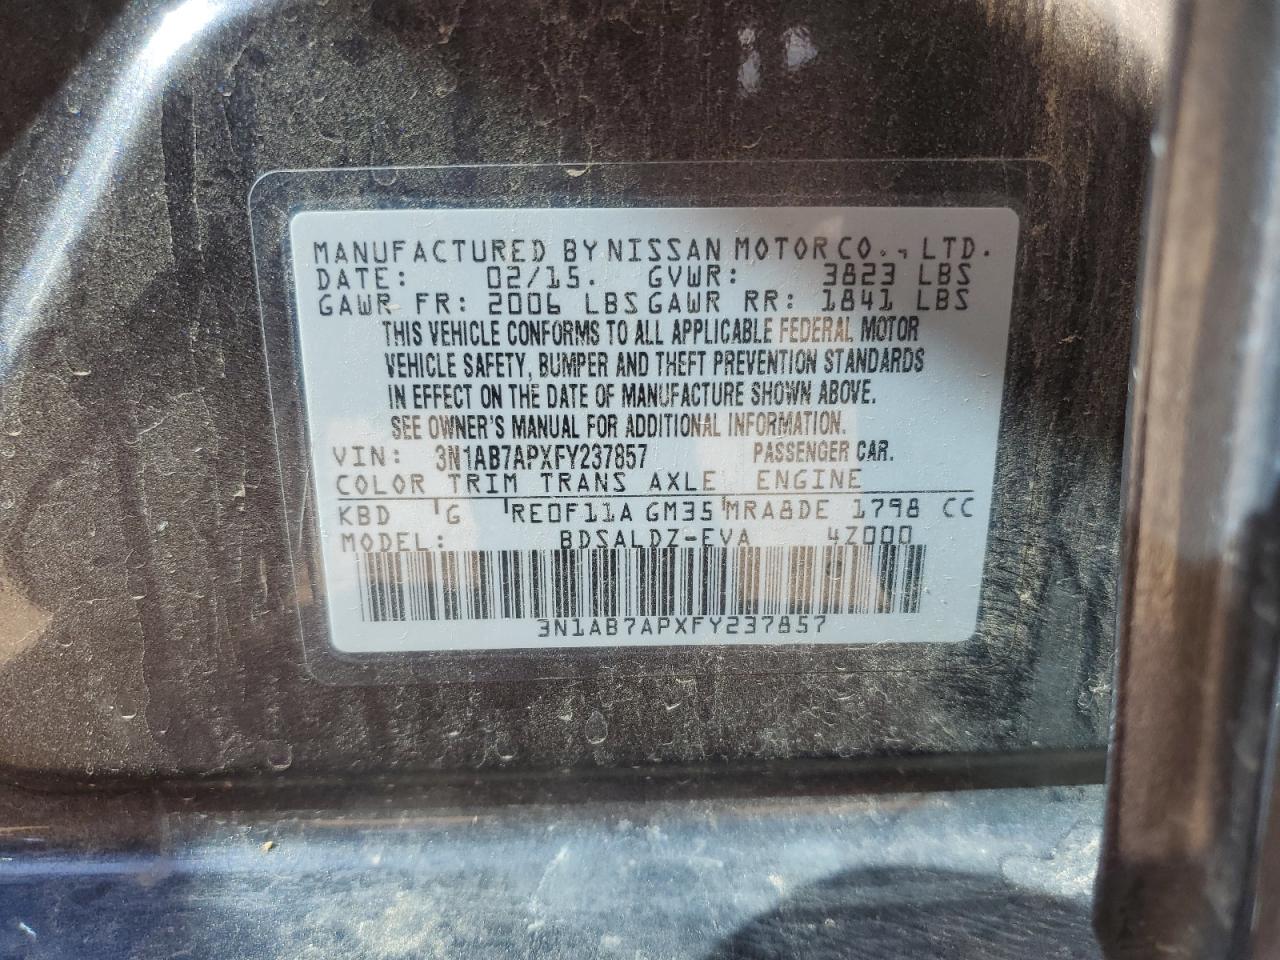 MANUFACTURED BY NISSAN MOTOR CO., LTD.
DATE: 02/15. GVWR: 3823 LBS
GAWR FR: 2006 LBS GAWR RR: 1841 LBS
THIS VEHICLE CONFORMS TO ALL APPLICABLE FEDERAL MOTOR
VEHICLE SAFETY, BUMPER AND THEFT PREVENTION STANDARDS
IN EFFECT ON THE DATE OF MANUFACTURE SHOWN ABOVE.
SEE OWNER'S MANUAL FOR ADDITIONAL INFORMATION.
VIN: 3N1AB7APXFY237857 PASSENGER CAR.
COLOR TRIM TRANS AXLE ENGINE
KBD G RE0F11A GM35 MRA8DE 1798 CC
MODEL: BDSALDZ-EVA 4Z000
3N1AB7APXFY237857